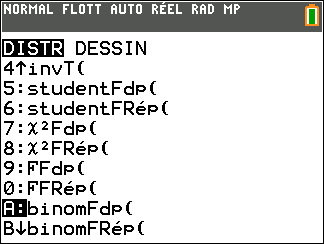 NORMAL FLOTT AUTO RÉEL RAD MP
DISTR DESSIN
4↑invT(
5:studentFdp(
6:studentFRép(
7:χ²Fdp(
8:χ²FRép(
9:FFdp(
0:FFRép(
A:binomFdp(
B↓binomFRép(